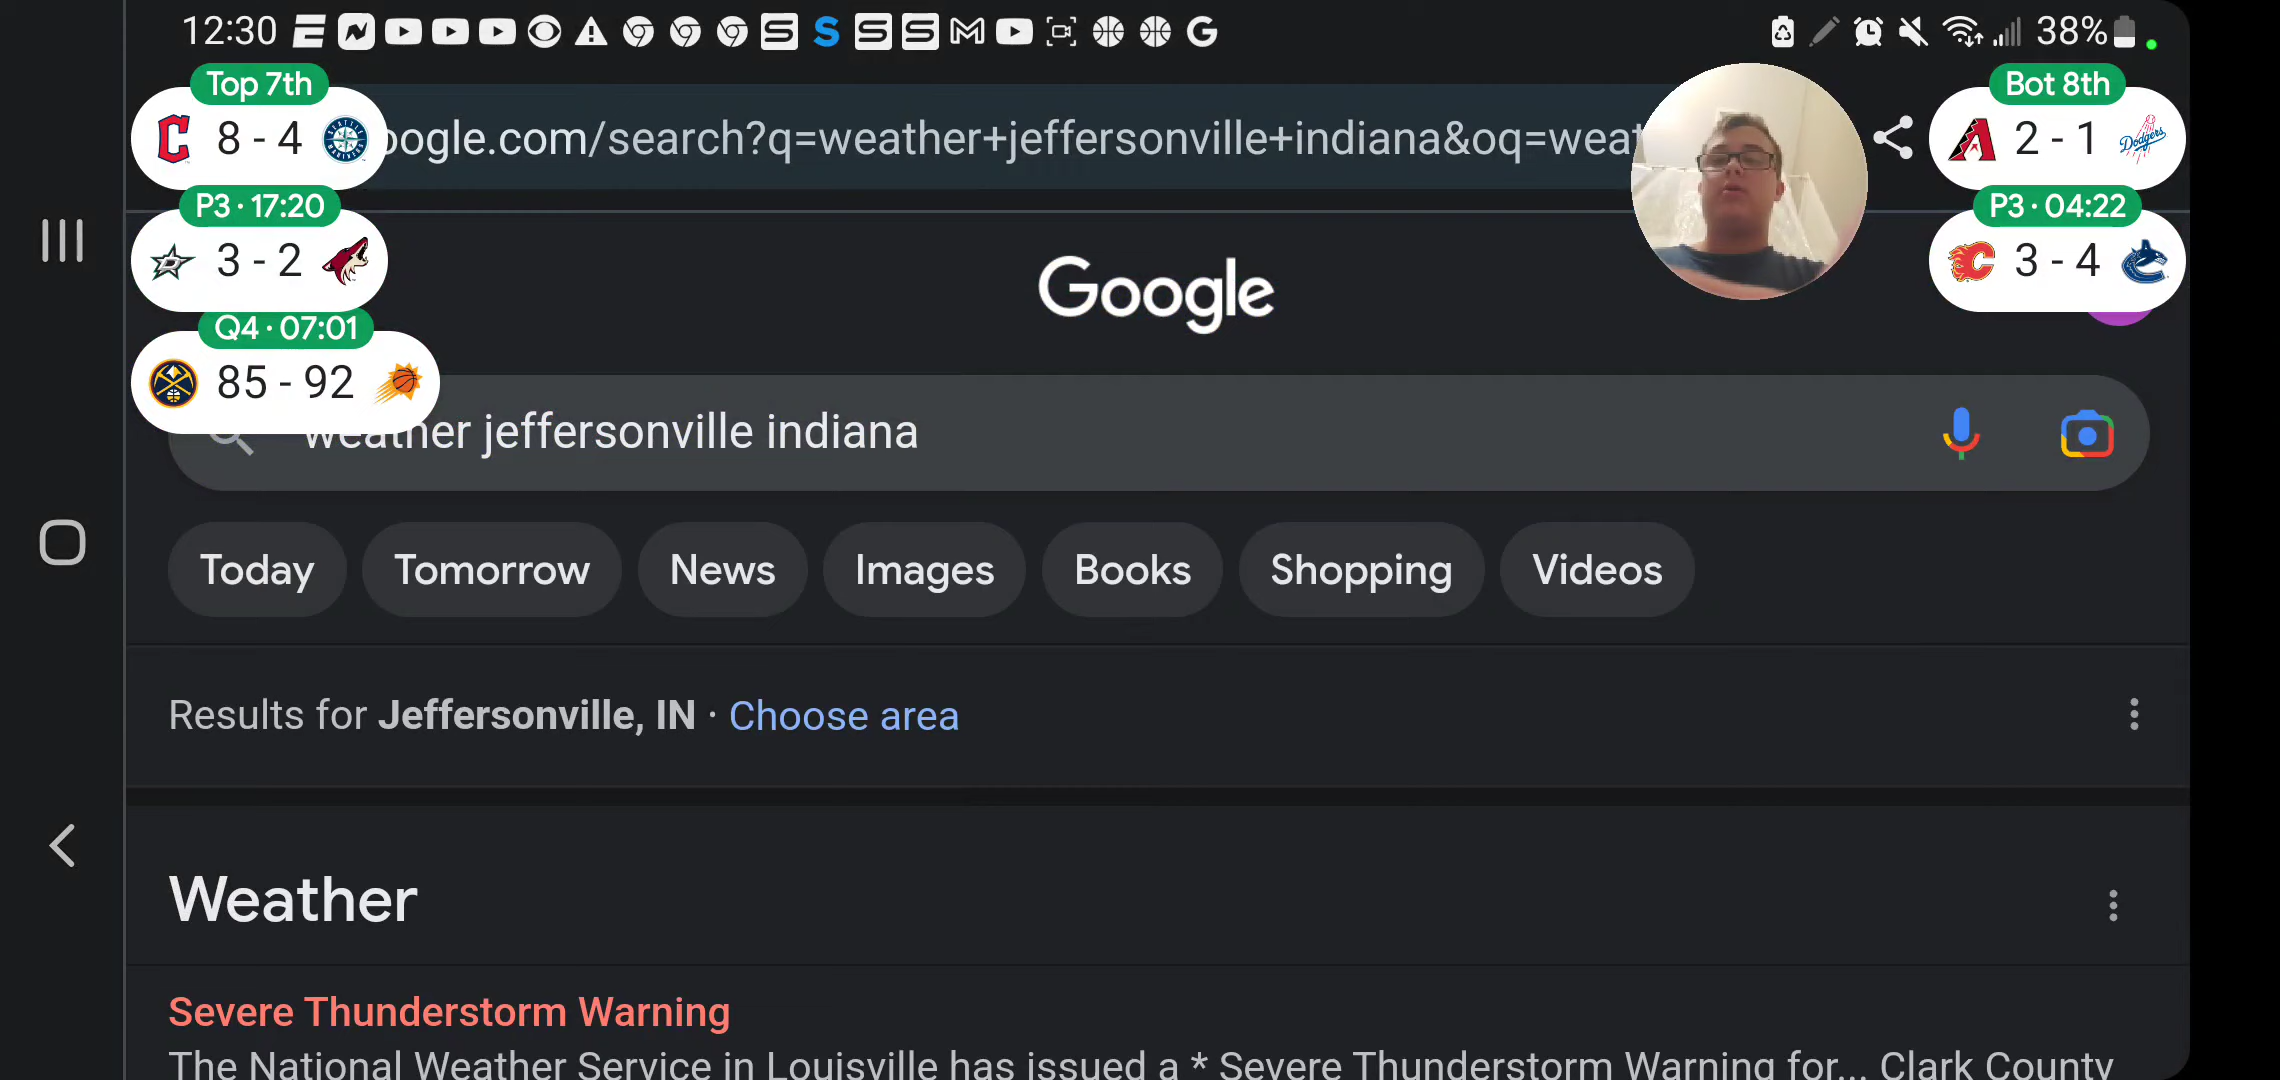 12:30
38%
Top 7th
8 - 4
oogle.com/search?q=weather+jeffersonville+indiana&oq=weat
Bot 8th
2 - 1
Dodgers
P3 · 17:20
3 - 2
P3 · 04:22
3 - 4
Google
Q4 · 07:01
85 - 92
weather jeffersonville indiana
Today
Tomorrow
News
Images
Books
Shopping
Videos
Results for Jeffersonville, IN · Choose area
Weather
Severe Thunderstorm Warning
The National Weather Service in Louisville has issued a * Severe Thunderstorm Warning for... Clark County